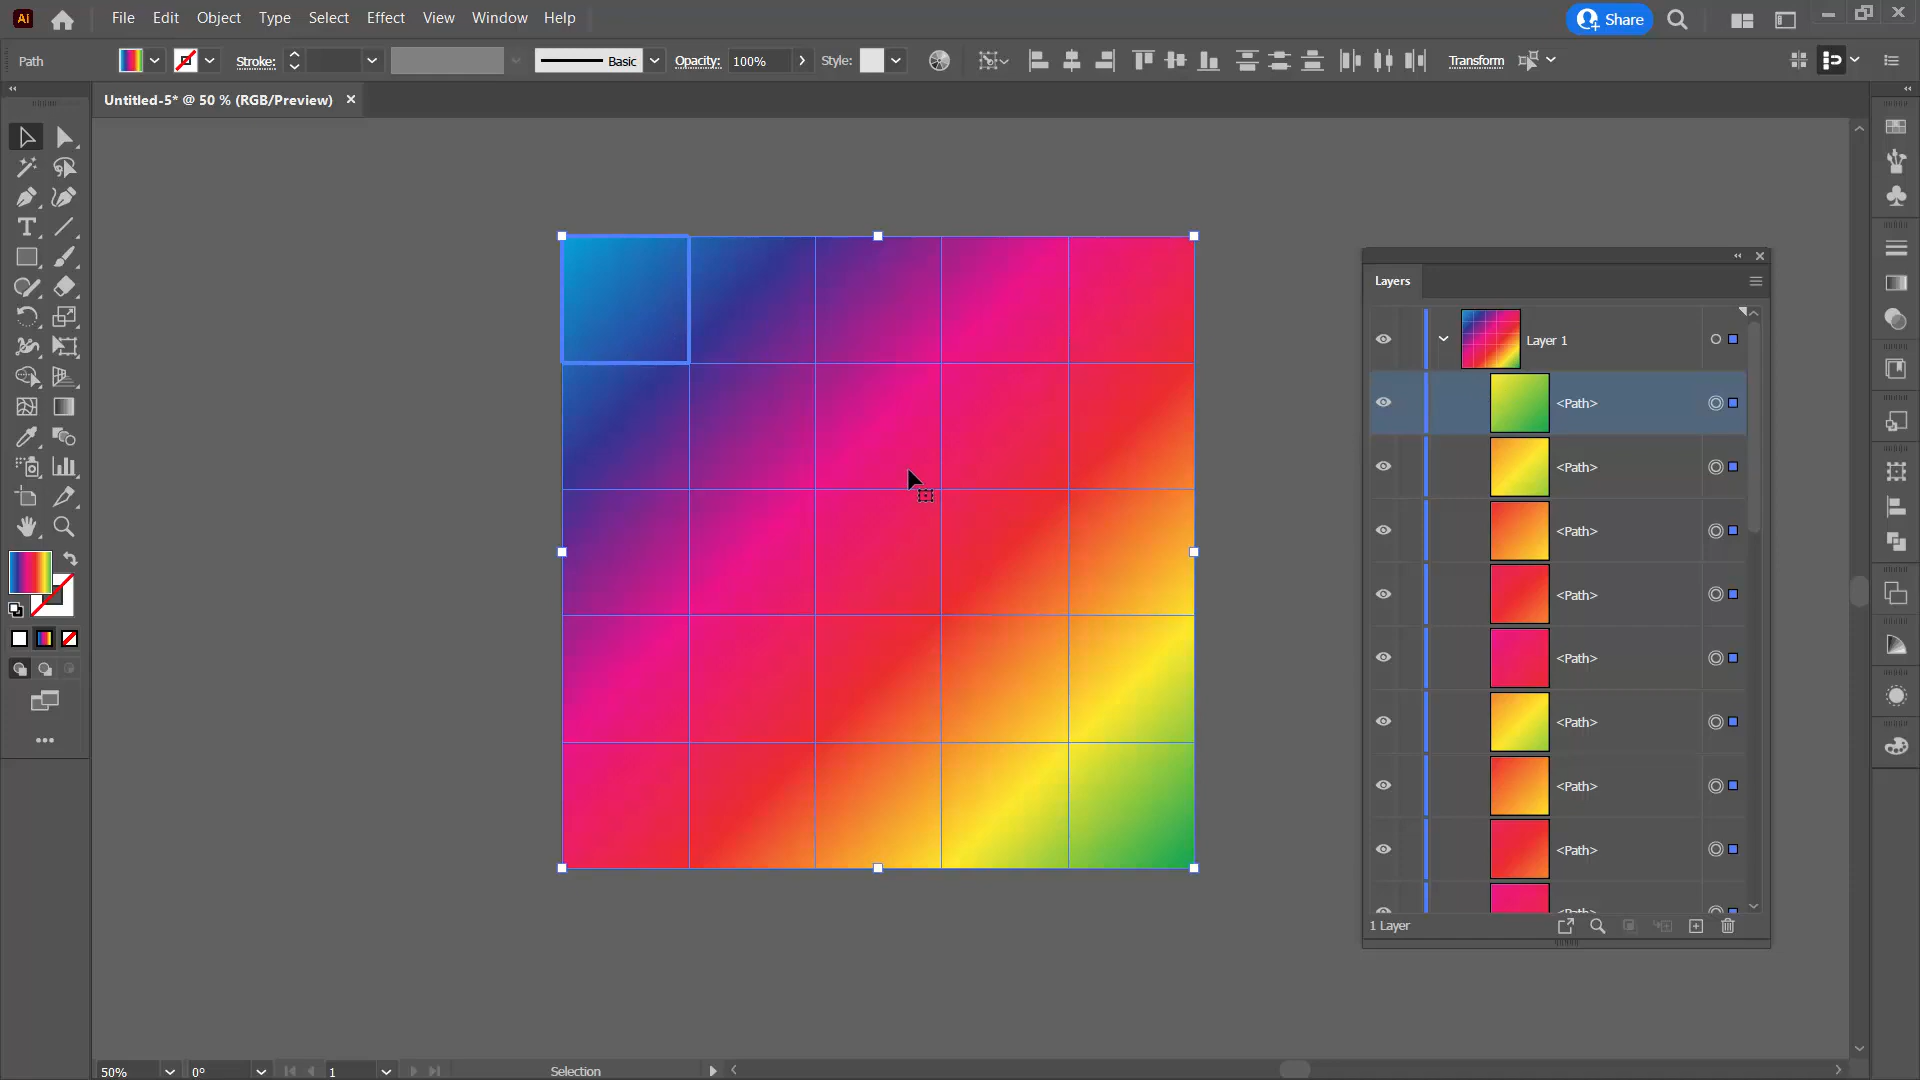 Ai File Edit Object Type Select Effect View Window Help Share
Path Stroke: Basic Opacity: 100% Style: Transform
Untitled-5* @ 50 % (RGB/Preview)
Layers
Layer 1
<Path>
<Path>
<Path>
<Path>
<Path>
<Path>
<Path>
<Path>
<Path>
1 Layer
50% 0° 1 Selection